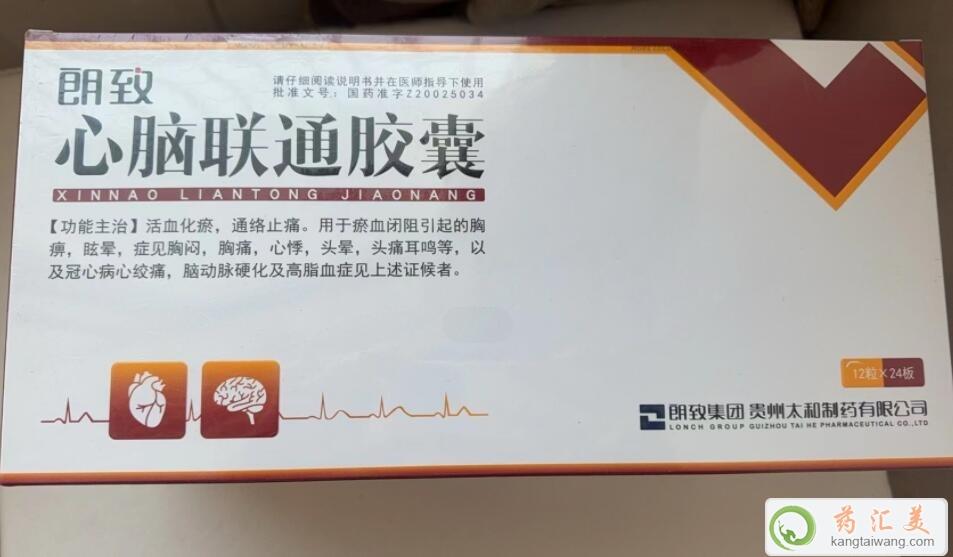 朗致
请仔细阅读说明书并在医师指导下使用
批准文号：国药准字Z20025034
心脑联通胶囊
XINNAO LIANTONG JIAONANG
【功能主治】活血化瘀，通络止痛。用于瘀血闭阻引起的胸
痹，眩晕，症见胸闷，胸痛，心悸，头晕，头痛耳鸣等，以
及冠心病心绞痛，脑动脉硬化及高脂血症见上述证候者。
12粒×24板
朗致集团 贵州太和制药有限公司
LONCH GROUP GUIZHOU TAI HE PHARMACEUTICAL CO.,LTD
药汇美
kangtaiwang.com